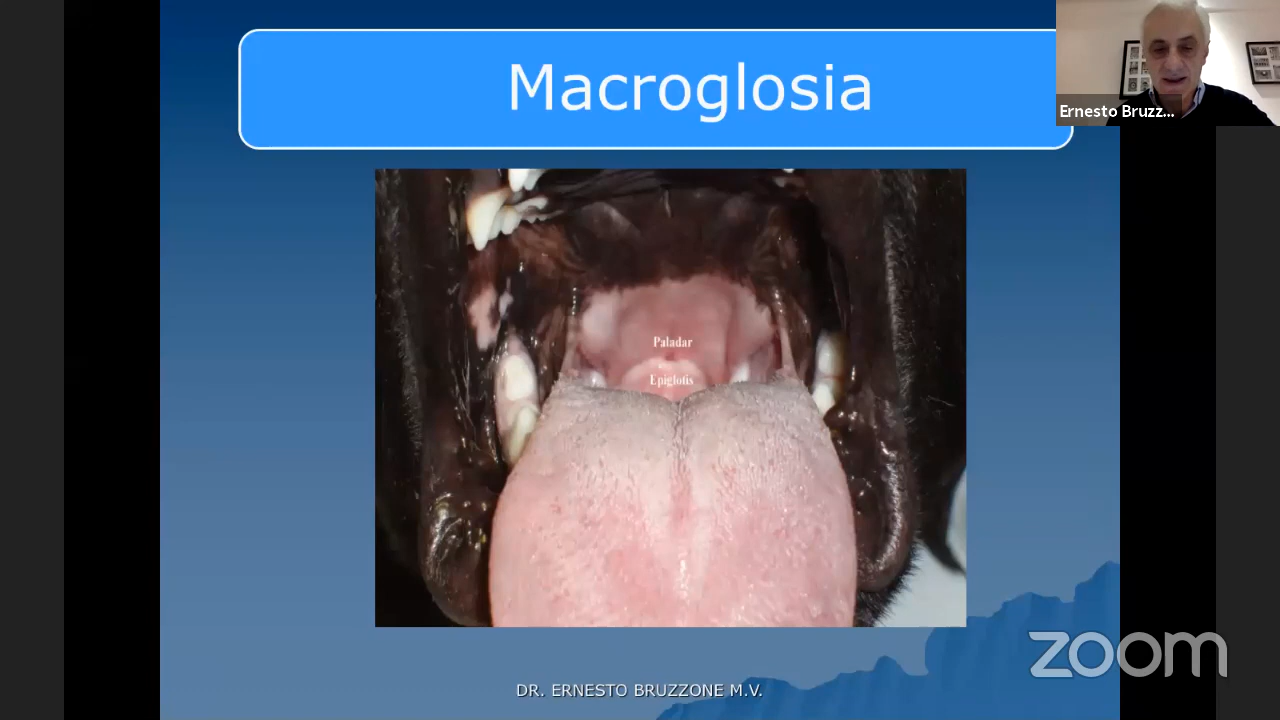 Macroglosia
Ernesto Bruzz...
Paladar
Epiglotis
zoom
DR. ERNESTO BRUZZONE M.V.